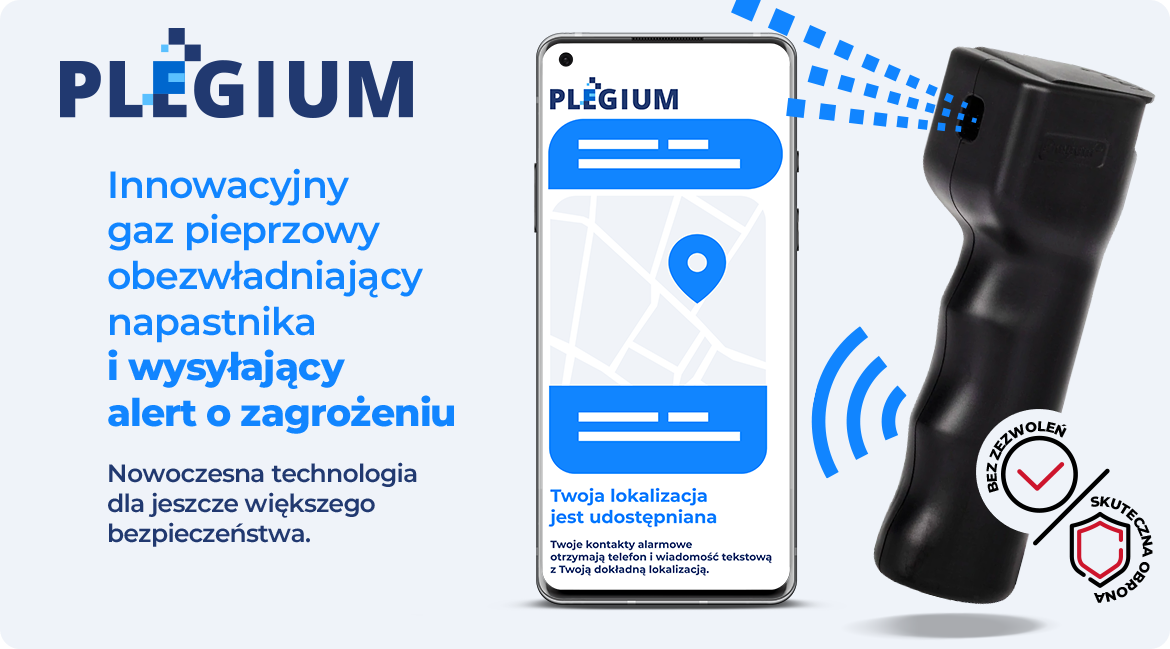 PLEGIUM
Innowacyjny
gaz pieprzowy
obezwładniający
napastnika
i wysyłający
alert o zagrożeniu
Nowoczesna technologia
dla jeszcze większego
bezpieczeństwa.
PLEGIUM
Twoja lokalizacja
jest udostępniana
Twoje kontakty alarmowe
otrzymają telefon i wiadomość tekstową
z Twoją dokładną lokalizacją.
BEZ ZEZWOLEŃ
SKUTECZNA OBRONA